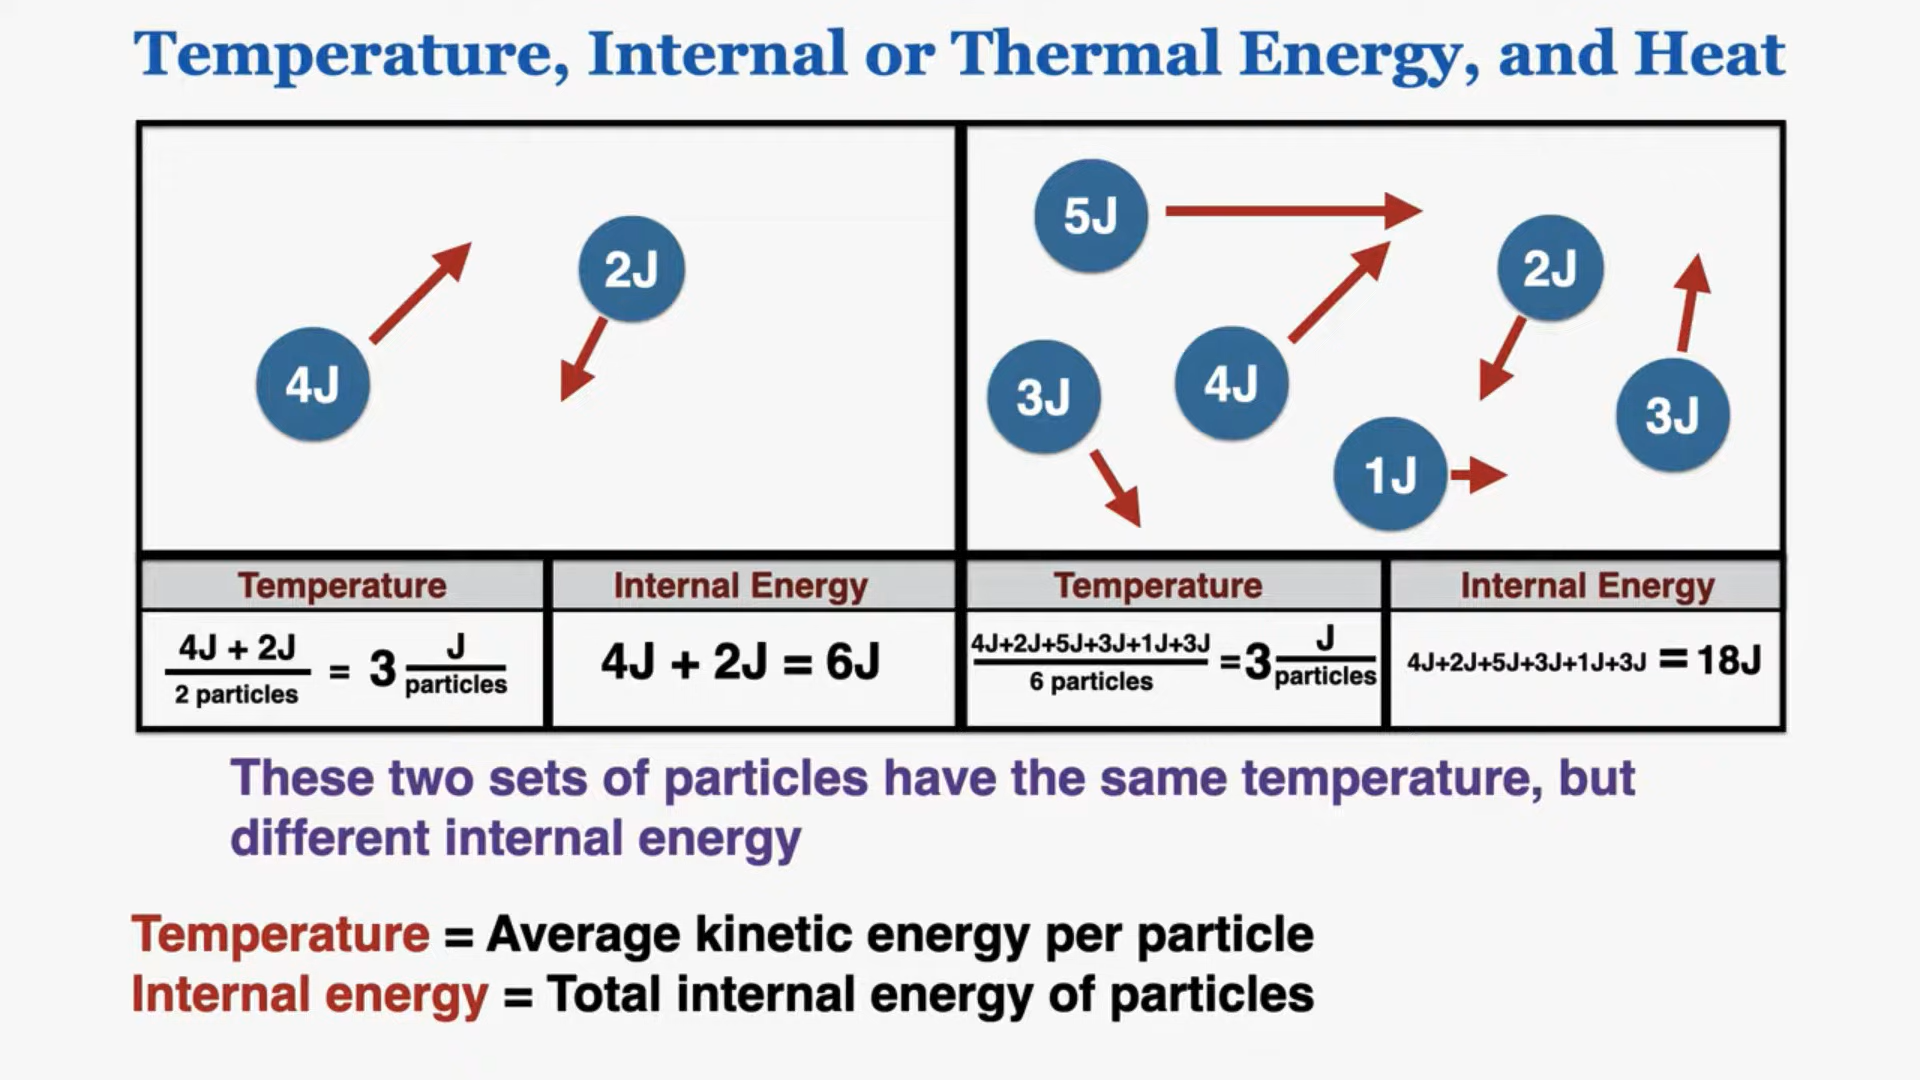 Temperature, Internal or Thermal Energy, and Heat
4J
2J
5J
3J
4J
2J
1J
3J
Temperature
Internal Energy
Temperature
Internal Energy
4J + 2J
2 particles
= 3
J
particles
4J + 2J = 6J
4J+2J+5J+3J+1J+3J
6 particles
=3
J
particles
4J+2J+5J+3J+1J+3J = 18J
These two sets of particles have the same temperature, but
different internal energy
Temperature = Average kinetic energy per particle
Internal energy = Total internal energy of particles